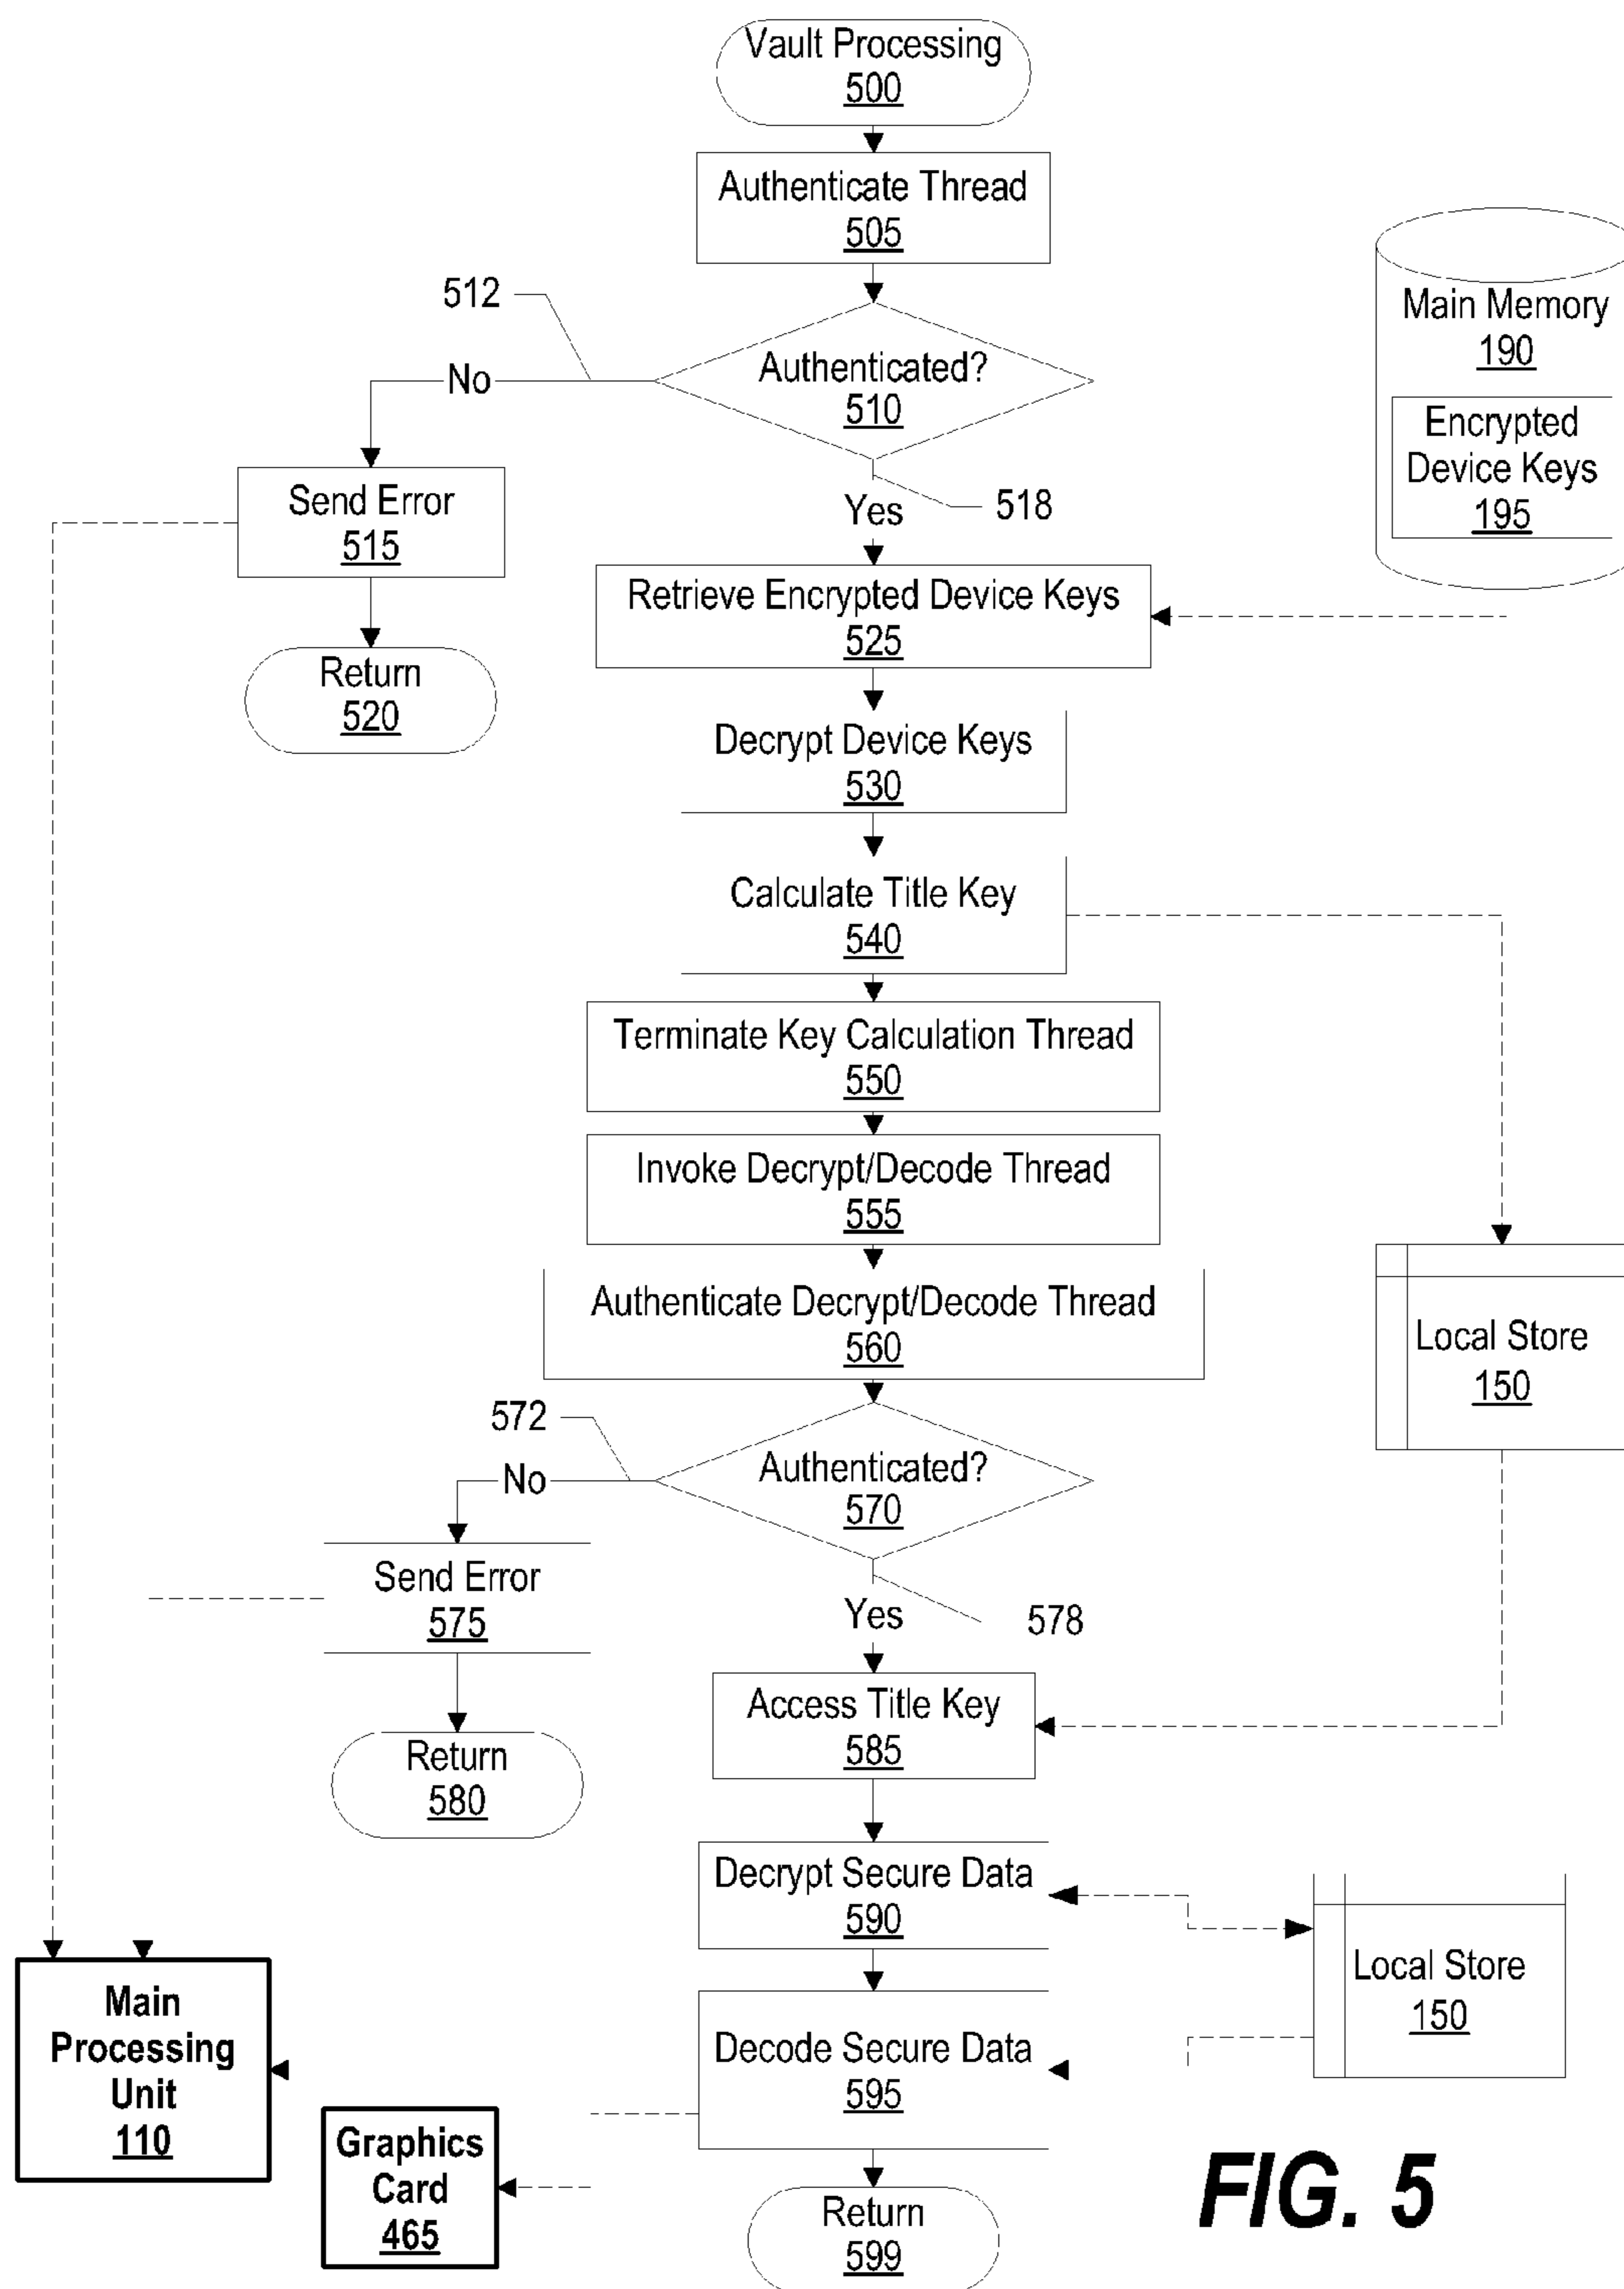 Vault Processing
500
Authenticate Thread
505
512
Authenticated?
510
No
Main Memory
190
Encrypted
Device Keys
195
Send Error
515
Yes
518
Retrieve Encrypted Device Keys
525
Return
520
Decrypt Device Keys
530
Calculate Title Key
540
Terminate Key Calculation Thread
550
Invoke Decrypt/Decode Thread
555
Authenticate Decrypt/Decode Thread
560
Local Store
150
572
Authenticated?
570
No
Send Error
575
Yes
578
Access Title Key
585
Return
580
Decrypt Secure Data
590
Local Store
150
Main
Processing
Unit
110
Decode Secure Data
595
Graphics
Card
465
Return
599
FIG. 5